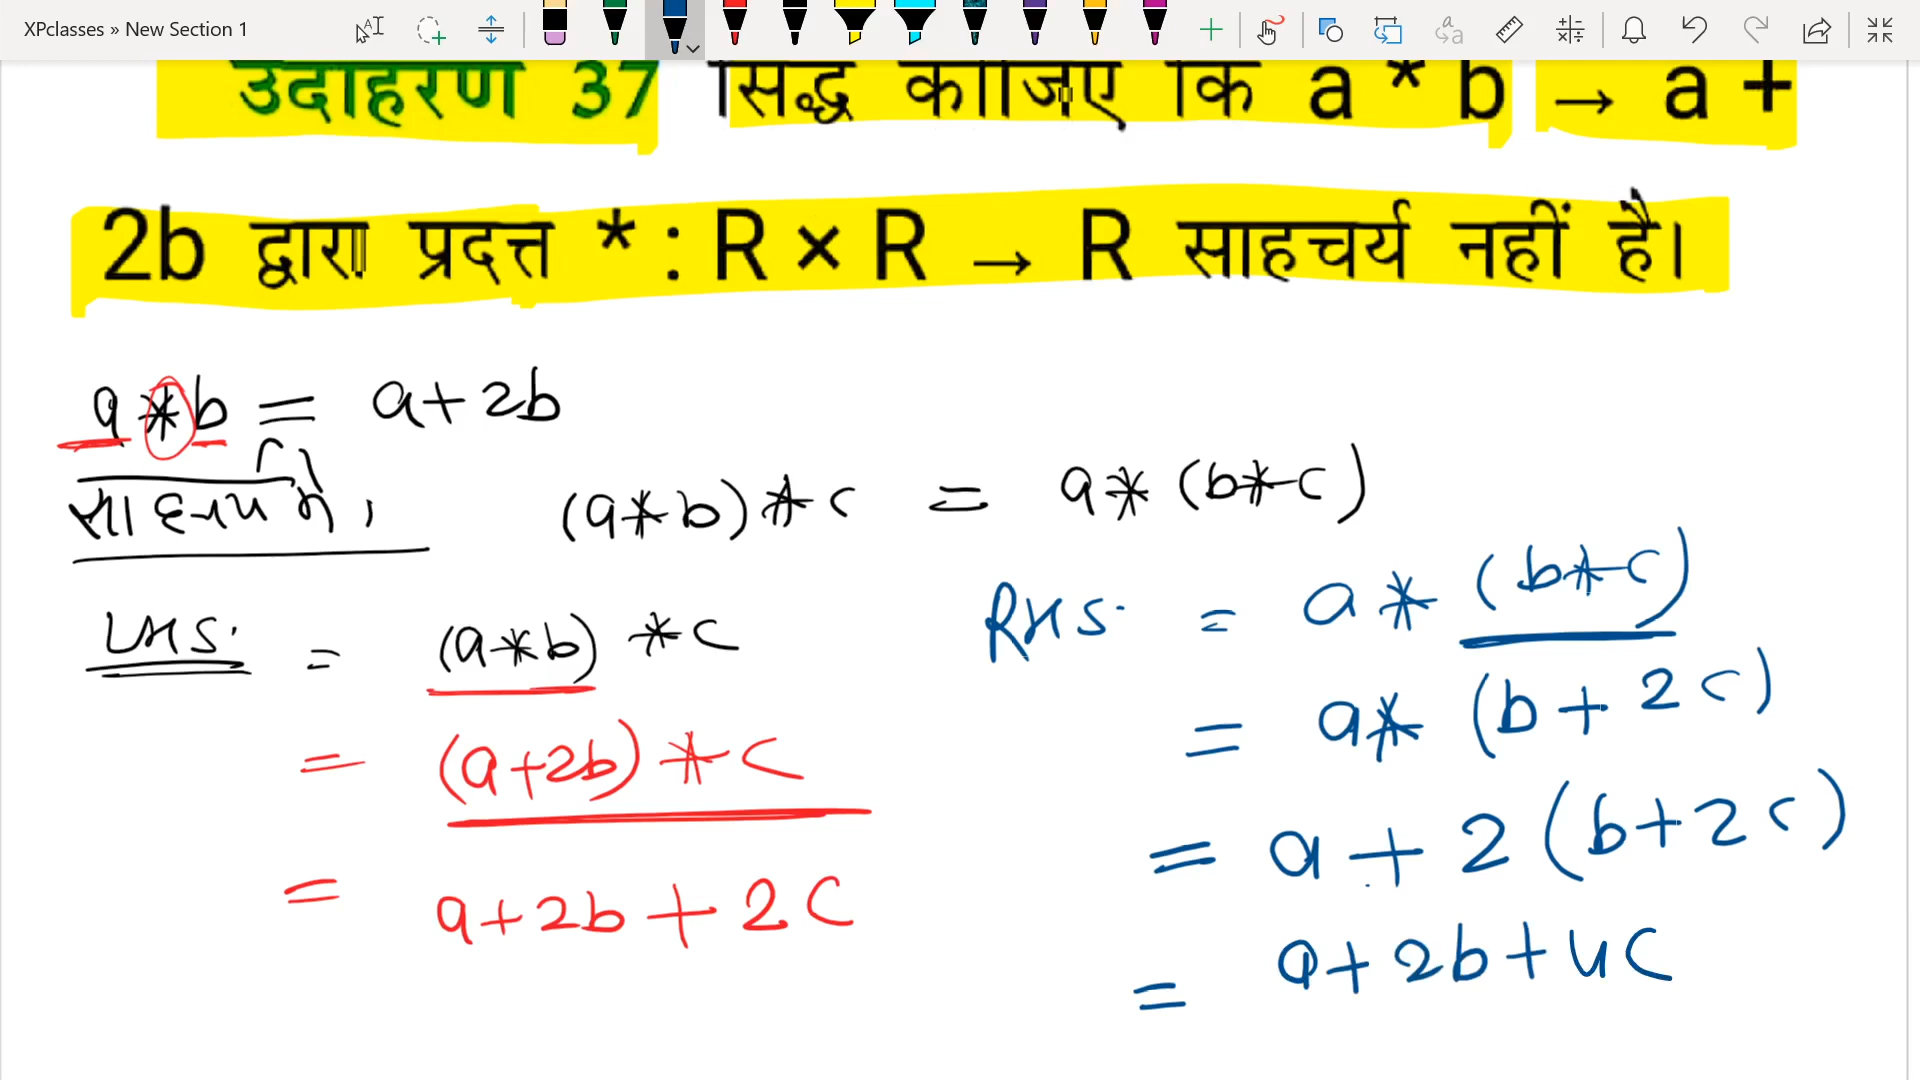 XPclasses » New Section 1
उदाहरण 37 सिद्ध कीजिए कि a * b → a +
2b द्वारा प्रदत्त * : R × R → R साहचर्य नहीं है।
a * b = a + 2b
(a * b) * c = a * (b * c)
LHS. = (a * b) * c
= (a + 2b) * c
= a + 2b + 2c
RHS. = a * (b * c)
= a * (b + 2c)
= a + 2 (b + 2c)
= a + 2b + 4c